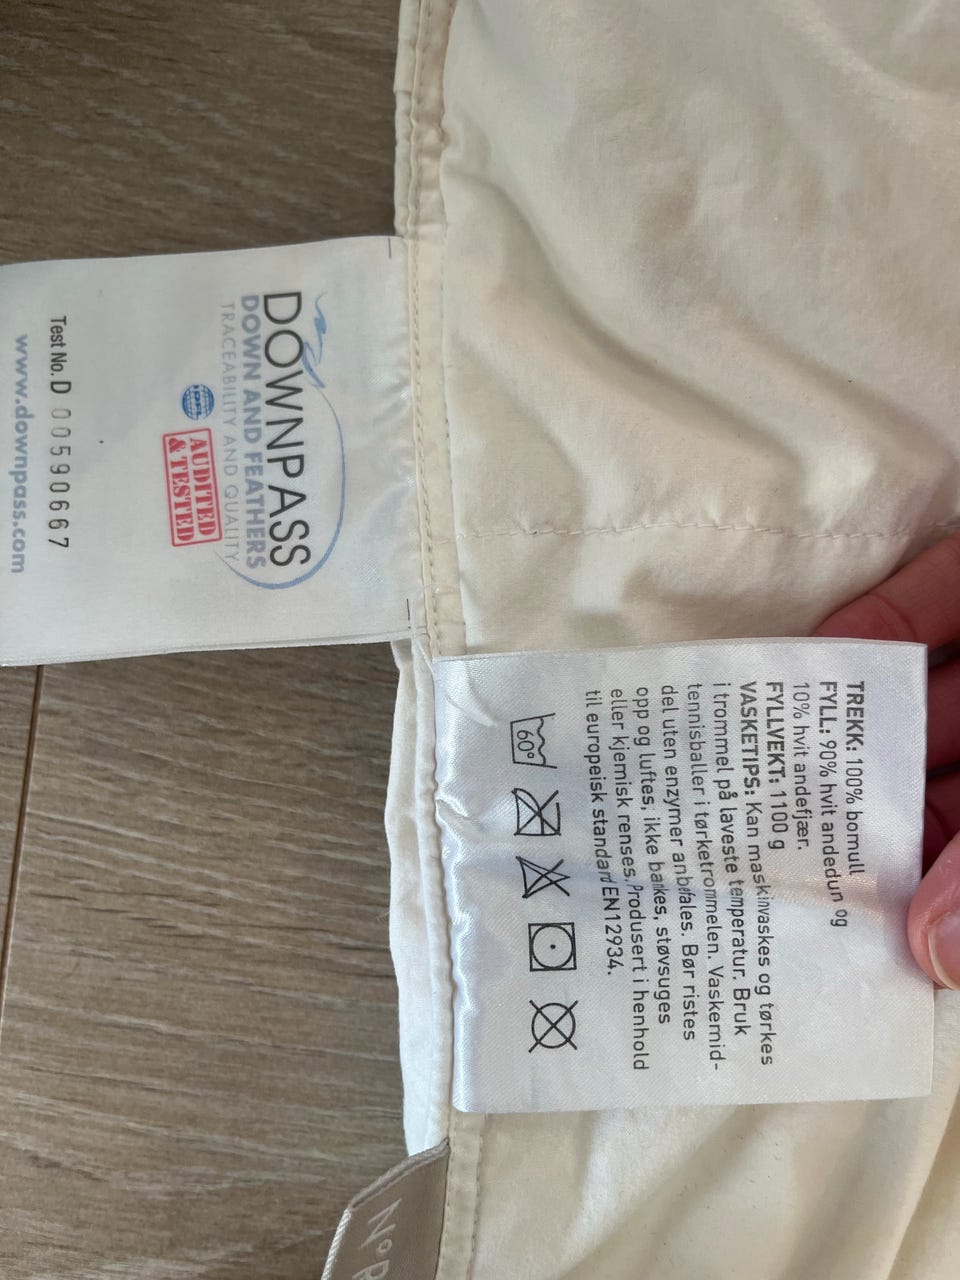 DOWNPASS
DOWN AND FEATHERS
TRACEABILITY AND QUALITY
IDFL
AUDITED
& TESTED
Test No. D 00590667
www.downpass.com
TREKK: 100% bomull
FYLL: 90% hvit andedun og
10% hvit andefjær.
FYLLVEKT: 1100 g
VASKETIPS: Kan maskinvaskes og tørkes
i trommel på laveste temperatur. Bruk
tennisballer i tørketrommelen. Vaskemid-
del uten enzymer anbefales. Bør ristes
opp og luftes; ikke bankes, støvsuges
eller kjemisk renses. Produsert i henhold
til europeisk standard EN12934.
60°
Nº